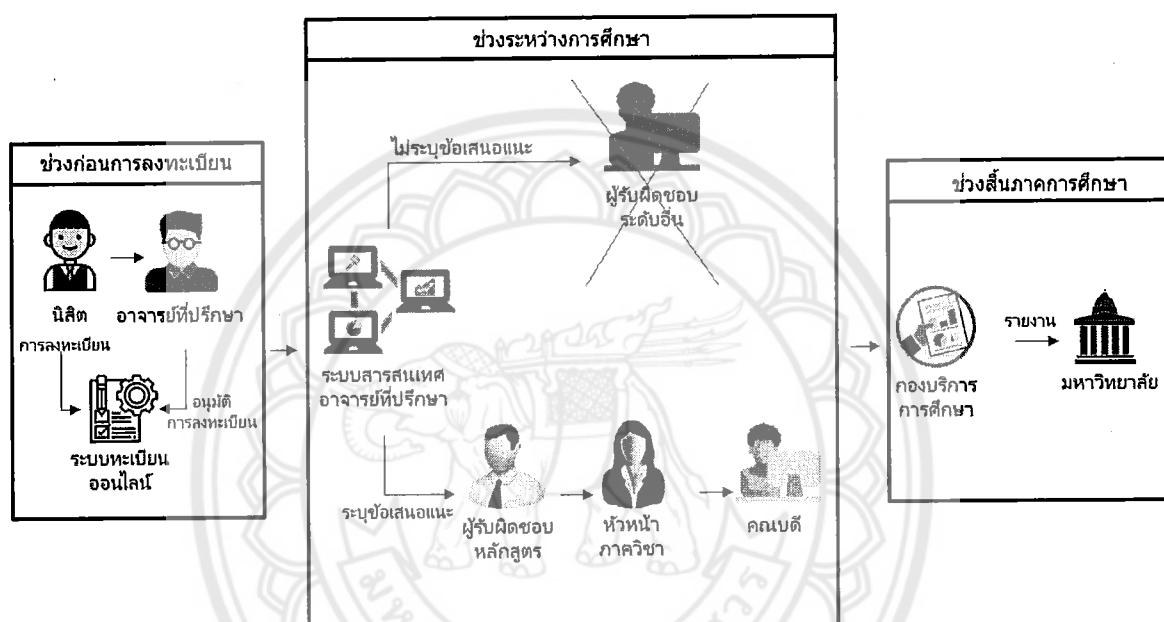 ช่วงก่อนการลงทะเบียน
นิสิต
อาจารย์ที่ปรึกษา
การลงทะเบียน
อนุมัติ
การลงทะเบียน
ระบบทะเบียน
ออนไลน์
ช่วงระหว่างการศึกษา
ไม่ระบุข้อเสนอแนะ
ผู้รับผิดชอบ
ระดับอื่น
ระบบสารสนเทศ
อาจารย์ที่ปรึกษา
ระบุข้อเสนอแนะ
ผู้รับผิดชอบ
หลักสูตร
หัวหน้า
ภาควิชา
คณบดี
ช่วงสิ้นภาคการศึกษา
กองบริการ
การศึกษา
รายงาน
มหาวิทยาลัย